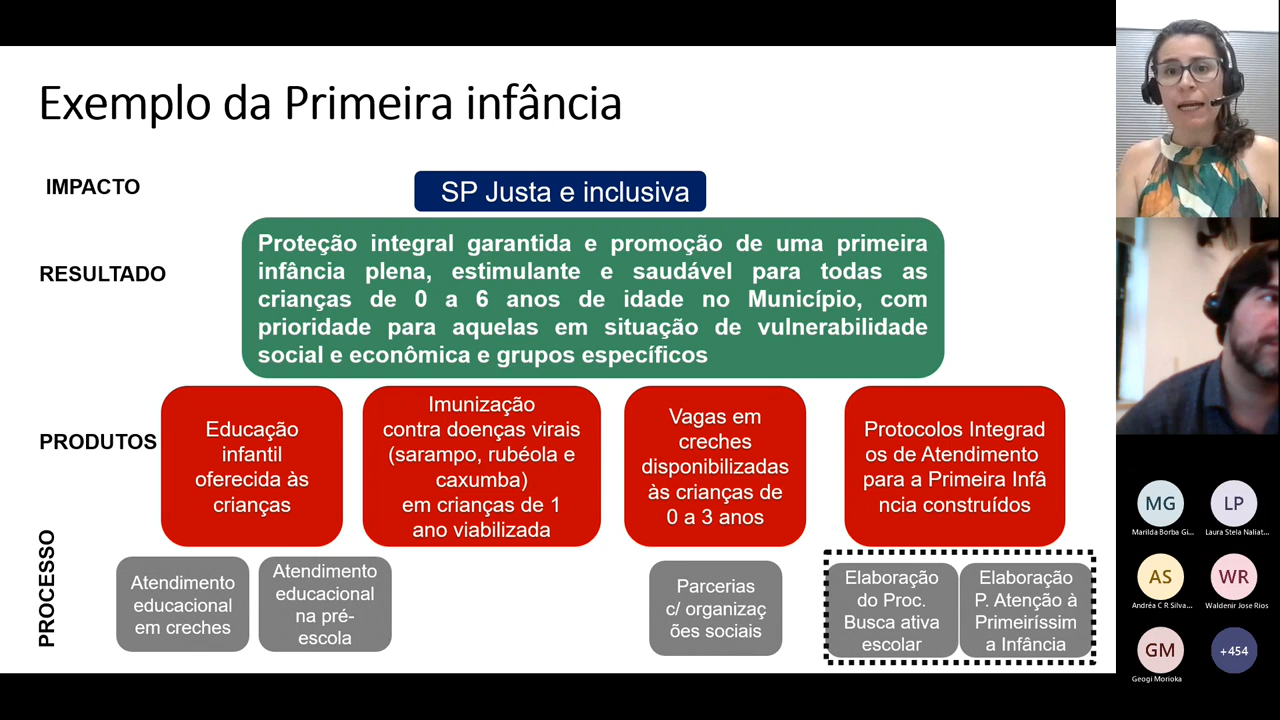 Exemplo da Primeira infância
IMPACTO
SP Justa e inclusiva
RESULTADO
Proteção integral garantida e promoção de uma primeira
infância plena, estimulante e saudável para todas as
crianças de 0 a 6 anos de idade no Município, com
prioridade para aquelas em situação de vulnerabilidade
social e econômica e grupos específicos
PRODUTOS
Educação
infantil
oferecida às
crianças
Imunização
contra doenças virais
(sarampo, rubéola e
caxumba)
em crianças de 1
ano viabilizada
Vagas em
creches
disponibilizadas
às crianças de
0 a 3 anos
Protocolos Integrad
os de Atendimento
para a Primeira Infâ
ncia construídos
PROCESSO
Atendimento
educacional
em creches
Atendimento
educacional
na pré-
escola
Parcerias
c/ organizaç
ões sociais
Elaboração
do Proc.
Busca ativa
escolar
Elaboração
P. Atenção à
Primeiríssim
a Infância
MG
Marilda Borba Gi...
LP
Laura Stela Naliat...
AS
Andréa C R Silva...
WR
Waldenir Jose Rios
GM
Geogi Morioka
+454